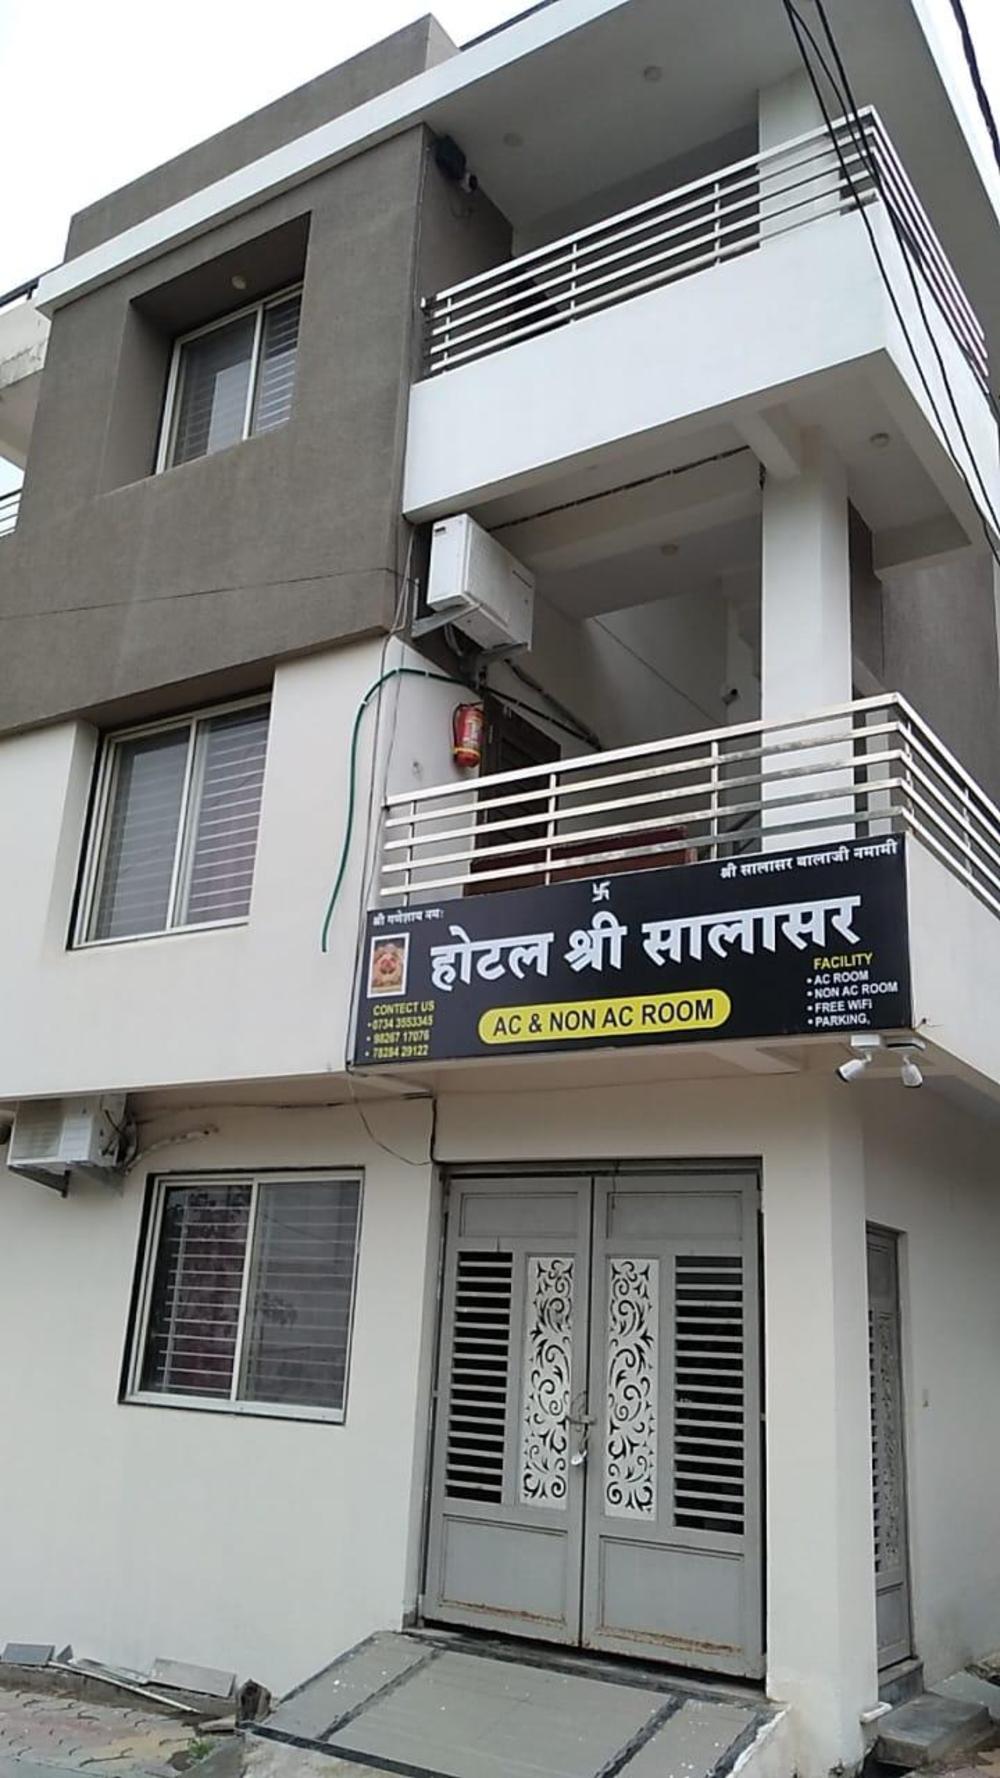 श्री गणेशाय नमः
श्री सालासर बालाजी नमामी
卐
होटल श्री सालासर
AC & NON AC ROOM
CONTECT US
• 0734 3553345
• 98267 17076
• 78284 29122
FACILITY
• AC ROOM
• NON AC ROOM
• FREE WiFi
• PARKING,